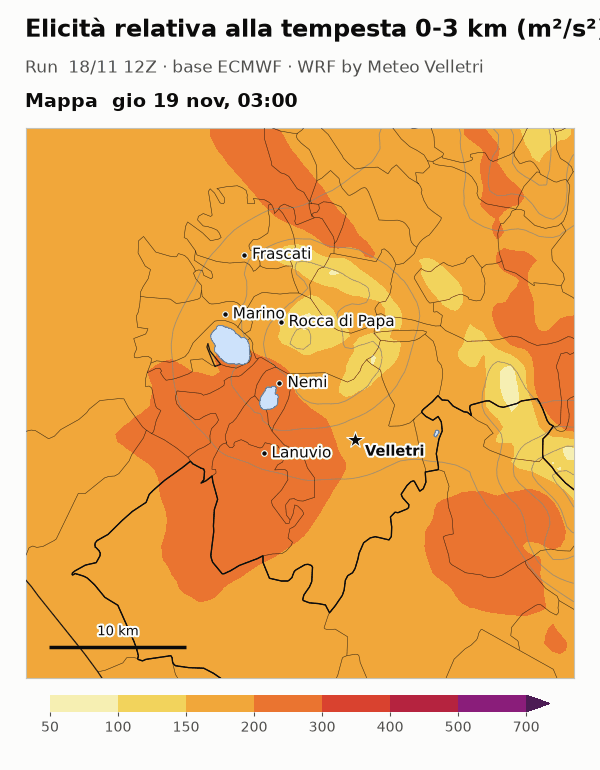 Elicità relativa alla tempesta 0-3 km (m²/s²)
Run 18/11 12Z · base ECMWF · WRF by Meteo Velletri
Mappa gio 19 nov, 03:00
Frascati
Marino
Rocca di Papa
Nemi
Velletri
Lanuvio
10 km
50 100 150 200 300 400 500 700